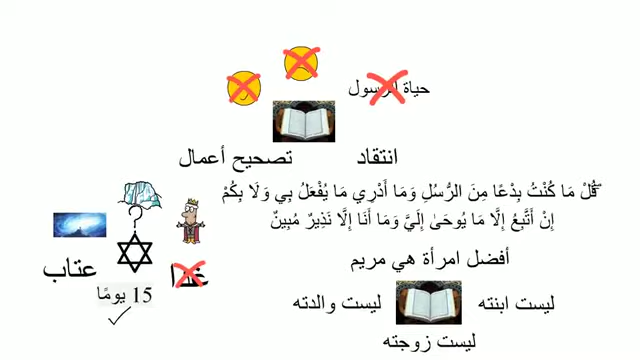 حياة الرسول
انتقاد
تصحيح أعمال
قُلْ مَا كُنْتُ بِدْعًا مِنَ الرُّسُلِ وَمَا أَدْرِي مَا يُفْعَلُ بِي وَلَا بِكُمْ
إِنْ أَتَّبِعُ إِلَّا مَا يُوحَىٰ إِلَيَّ وَمَا أَنَا إِلَّا نَذِيرٌ مُبِينٌ
?
غدا
عتاب
15 يومًا
أفضل امرأة هي مريم
ليست ابنته
ليست والدته
ليست زوجته